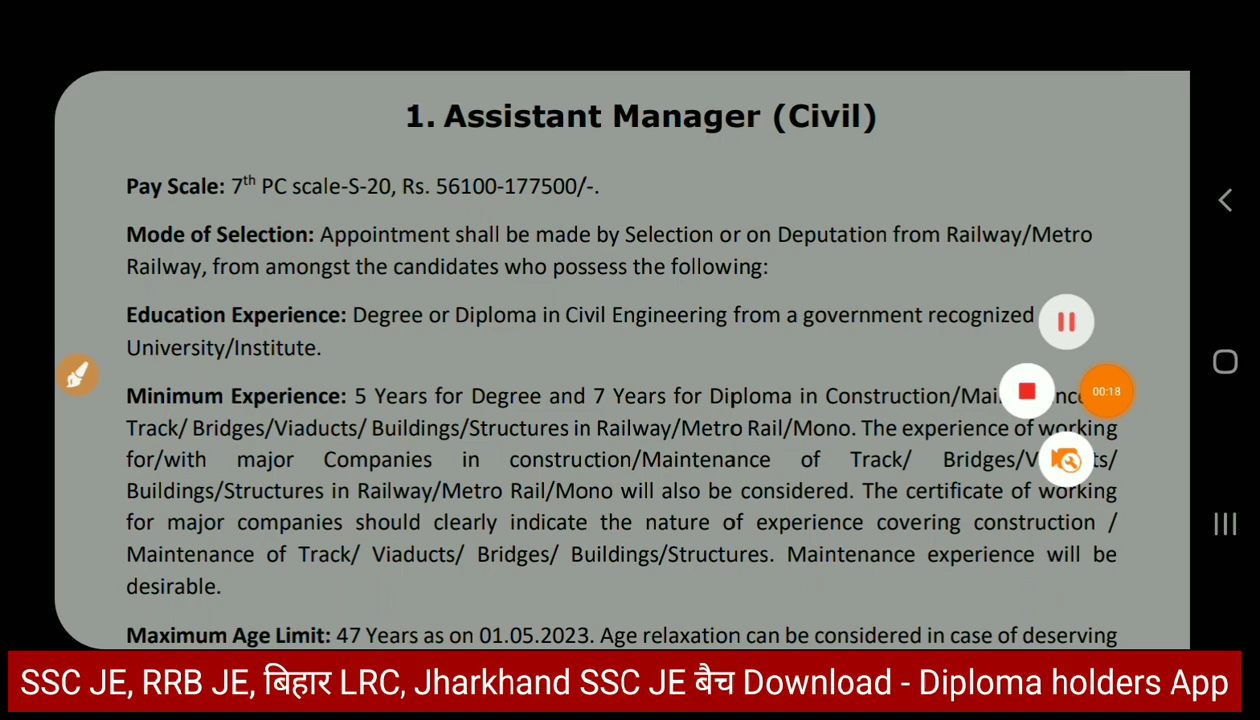 1. Assistant Manager (Civil)
Pay Scale: 7th PC scale-S-20, Rs. 56100-177500/-.
Mode of Selection: Appointment shall be made by Selection or on Deputation from Railway/Metro
Railway, from amongst the candidates who possess the following:
Education Experience: Degree or Diploma in Civil Engineering from a government recognized
University/Institute.
Minimum Experience: 5 Years for Degree and 7 Years for Diploma in
Track/ Bridges/Viaducts/ Buildings/Structures in Railway/Metro Rail/Mono. The experience of working
for/with major Companies in construction/Maintenance of Track/
Buildings/Structures in Railway/Metro Rail/Mono will also be considered. The certificate of working
for major companies should clearly indicate the nature of experience covering construction /
Maintenance of Track/ Viaducts/ Bridges/ Buildings/Structures. Maintenance experience will be
desirable.
Maximum Age Limit: 47 Years as on 01.05.2023. Age relaxation can be considered in case of deserving
00:18
SSC JE, RRB JE, बिहार LRC, Jharkhand SSC JE बैच Download - Diploma holders App